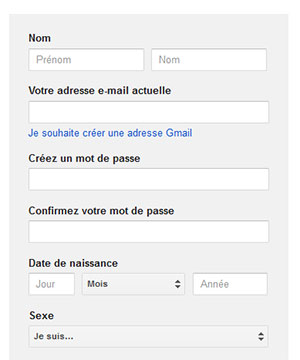 Nom
Prénom Nom
Votre adresse e-mail actuelle
Je souhaite créer une adresse Gmail
Créez un mot de passe
Confirmez votre mot de passe
Date de naissance
Jour Mois Année
Sexe
Je suis...